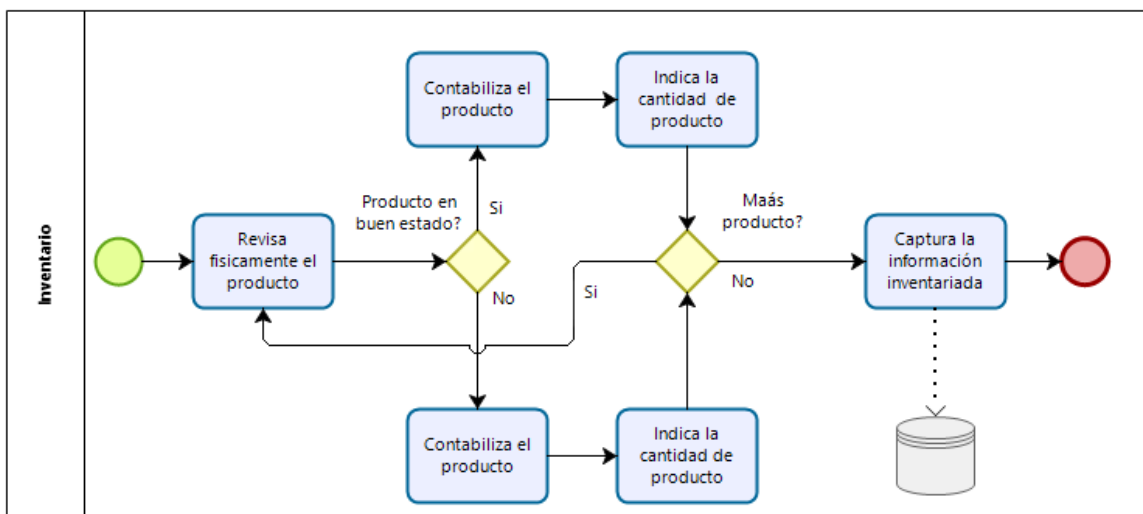 Inventario
Contabiliza el
producto
Indica la
cantidad de
producto
Producto en
buen estado?
Si
Maás
producto?
Revisa
fisicamente el
producto
Captura la
información
inventariada
No
Si
No
Contabiliza el
producto
Indica la
cantidad de
producto